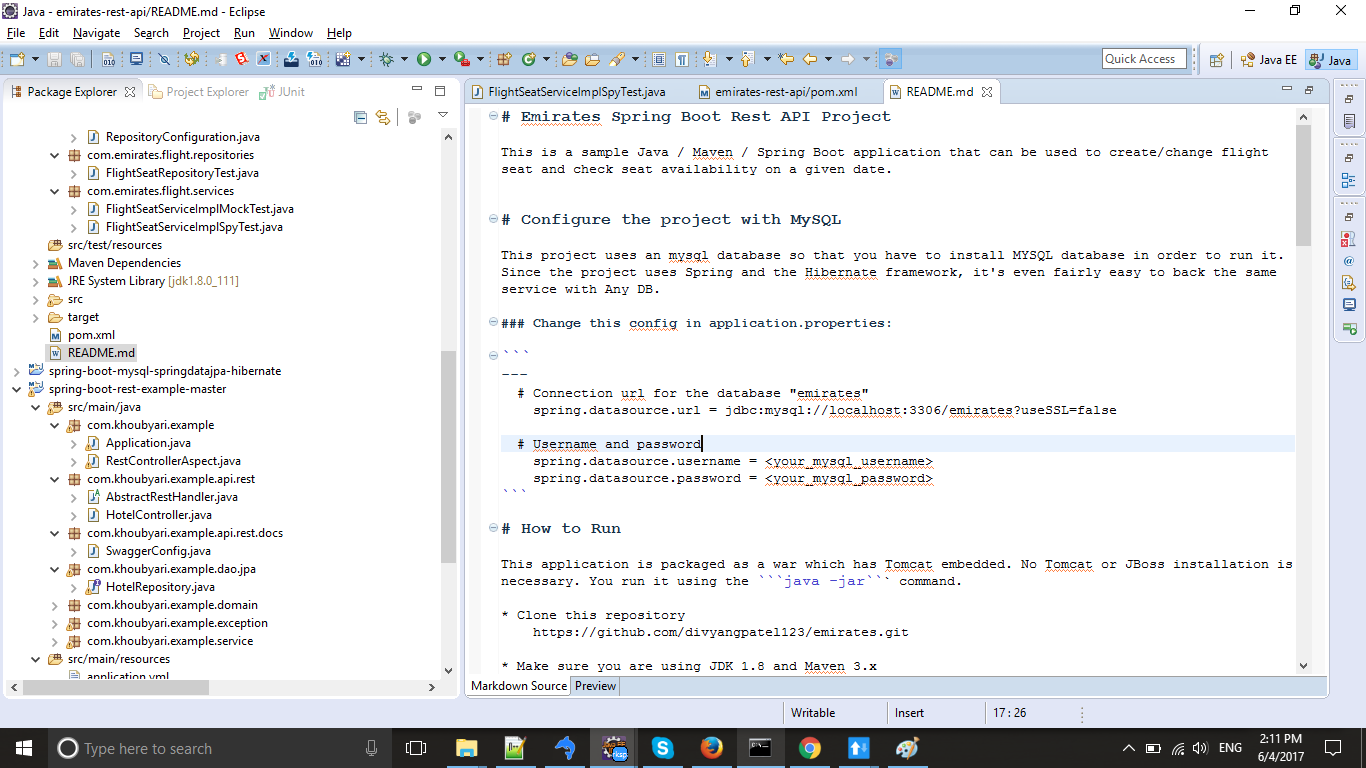 Java - emirates-rest-api/README.md - Eclipse
File Edit Navigate Search Project Run Window Help
Quick Access
Java EE
Java
Package Explorer
Project Explorer
JUnit
RepositoryConfiguration.java
com.emirates.flight.repositories
FlightSeatRepositoryTest.java
com.emirates.flight.services
FlightSeatServiceImplMockTest.java
FlightSeatServiceImplSpyTest.java
src/test/resources
Maven Dependencies
JRE System Library [jdk1.8.0_111]
src
target
pom.xml
README.md
spring-boot-mysql-springdatajpa-hibernate
spring-boot-rest-example-master
src/main/java
com.khoubyari.example
Application.java
RestControllerAspect.java
com.khoubyari.example.api.rest
AbstractRestHandler.java
HotelController.java
com.khoubyari.example.api.rest.docs
SwaggerConfig.java
com.khoubyari.example.dao.jpa
HotelRepository.java
com.khoubyari.example.domain
com.khoubyari.example.exception
com.khoubyari.example.service
src/main/resources
application.yml
FlightSeatServiceImplSpyTest.java
emirates-rest-api/pom.xml
README.md
# Emirates Spring Boot Rest API Project
This is a sample Java / Maven / Spring Boot application that can be used to create/change flight
seat and check seat availability on a given date.
# Configure the project with MySQL
This project uses an mysql database so that you have to install MYSQL database in order to run it.
Since the project uses Spring and the Hibernate framework, it's even fairly easy to back the same
service with Any DB.
### Change this config in application.properties:
```
---
# Connection url for the database "emirates"
spring.datasource.url = jdbc:mysql://localhost:3306/emirates?useSSL=false
# Username and password
spring.datasource.username = <your_mysql_username>
spring.datasource.password = <your_mysql_password>
```
# How to Run
This application is packaged as a war which has Tomcat embedded. No Tomcat or JBoss installation is
necessary. You run it using the ```java -jar``` command.
* Clone this repository
https://github.com/divyangpatel123/emirates.git
* Make sure you are using JDK 1.8 and Maven 3.x
Markdown Source
Preview
Writable
Insert
17 : 26
Type here to search
ENG
2:11 PM
6/4/2017